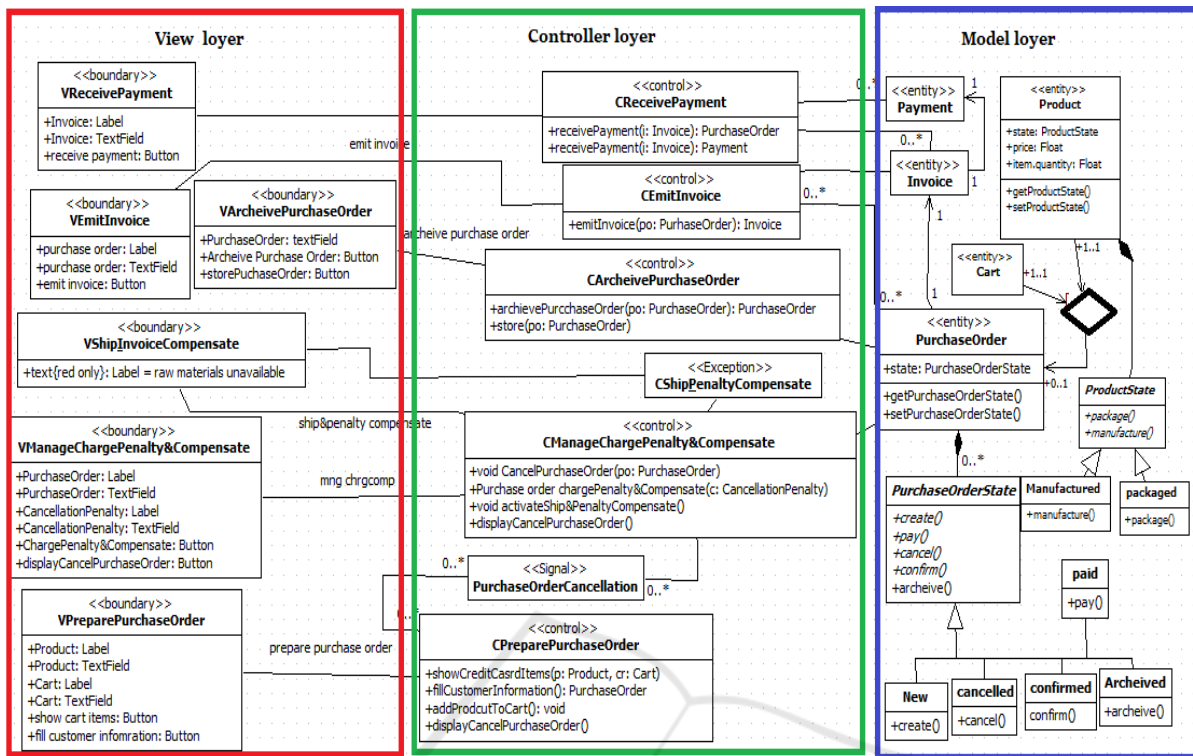 View loyer
<<boundary>>
VReceivePayment
+Invoice: Label
+Invoice: TextField
+receive payment: Button
emit invoice
<<boundary>>
VEmitInvoice
+purchase order: Label
+purchase order: TextField
+emit invoice: Button
<<boundary>>
VArcheivePurchaseOrder
+PurchaseOrder: textField
+Archeive Purchase Order: Button
+storePuchaseOrder: Button
archeive purchase order
<<boundary>>
VShipInvoiceCompensate
+text{red only}: Label = raw materials unavailable
ship&penalty compensate
<<boundary>>
VManageChargePenalty&Compensate
+PurchaseOrder: Label
+PurchaseOrder: TextField
+CancellationPenalty: Label
+CancellationPenalty: TextField
+ChargePenalty&Compensate: Button
+displayCancelPurchaseOrder: Button
mng chrgcomp
<<boundary>>
VPreparePurchaseOrder
+Product: Label
+Product: TextField
+Cart: Label
+Cart: TextField
+show cart items: Button
+fill customer infomration: Button
prepare purchase order
Controller loyer
<<control>>
CReceivePayment
+receivePayment(i: Invoice): PurchaseOrder
+receivePayment(i: Invoice): Payment
<<control>>
CEmitInvoice
+emitInvoice(po: PurhaseOrder): Invoice
<<control>>
CArcheivePurchaseOrder
+archievePurcchaseOrder(po: PurchaseOrder): PurchaseOrder
+store(po: PurchaseOrder)
<<Exception>>
CShipPenaltyCompensate
<<control>>
CManageChargePenalty&Compensate
+void CancelPurchaseOrder(po: PurchaseOrder)
+Purchase order chargePenalty&Compensate(c: CancellationPenalty)
+void activateShip&PenaltyCompensate()
+displayCancelPurchaseOrder()
0..*
<<Signal>>
PurchaseOrderCancellation
0..*
<<control>>
CPreparePurchaseOrder
+showCreditCasrdItems(p: Product, cr: Cart)
+fillCustomerInformation(): PurchaseOrder
+addProdcutToCart(): void
+displayCancelPurchaseOrder()
Model loyer
0..*
<<entity>>
Payment
1
0..*
<<entity>>
Invoice
1
0..*
1
<<entity>>
Product
+state: ProductState
+price: Float
+item.quantity: Float
+getProductState()
+setProductState()
+1..1
<<entity>>
Cart
+1..1
1
0..*
<<entity>>
PurchaseOrder
+state: PurchaseOrderState
+getPurchaseOrderState()
+setPurchaseOrderState()
+0..1
0..*
ProductState
+package()
+manufacture()
Manufactured
+manufacture()
packaged
+package()
PurchaseOrderState
+create()
+pay()
+cancel()
+confirm()
+archeive()
paid
+pay()
New
+create()
cancelled
+cancel()
confirmed
confirm()
Archeived
+archeive()